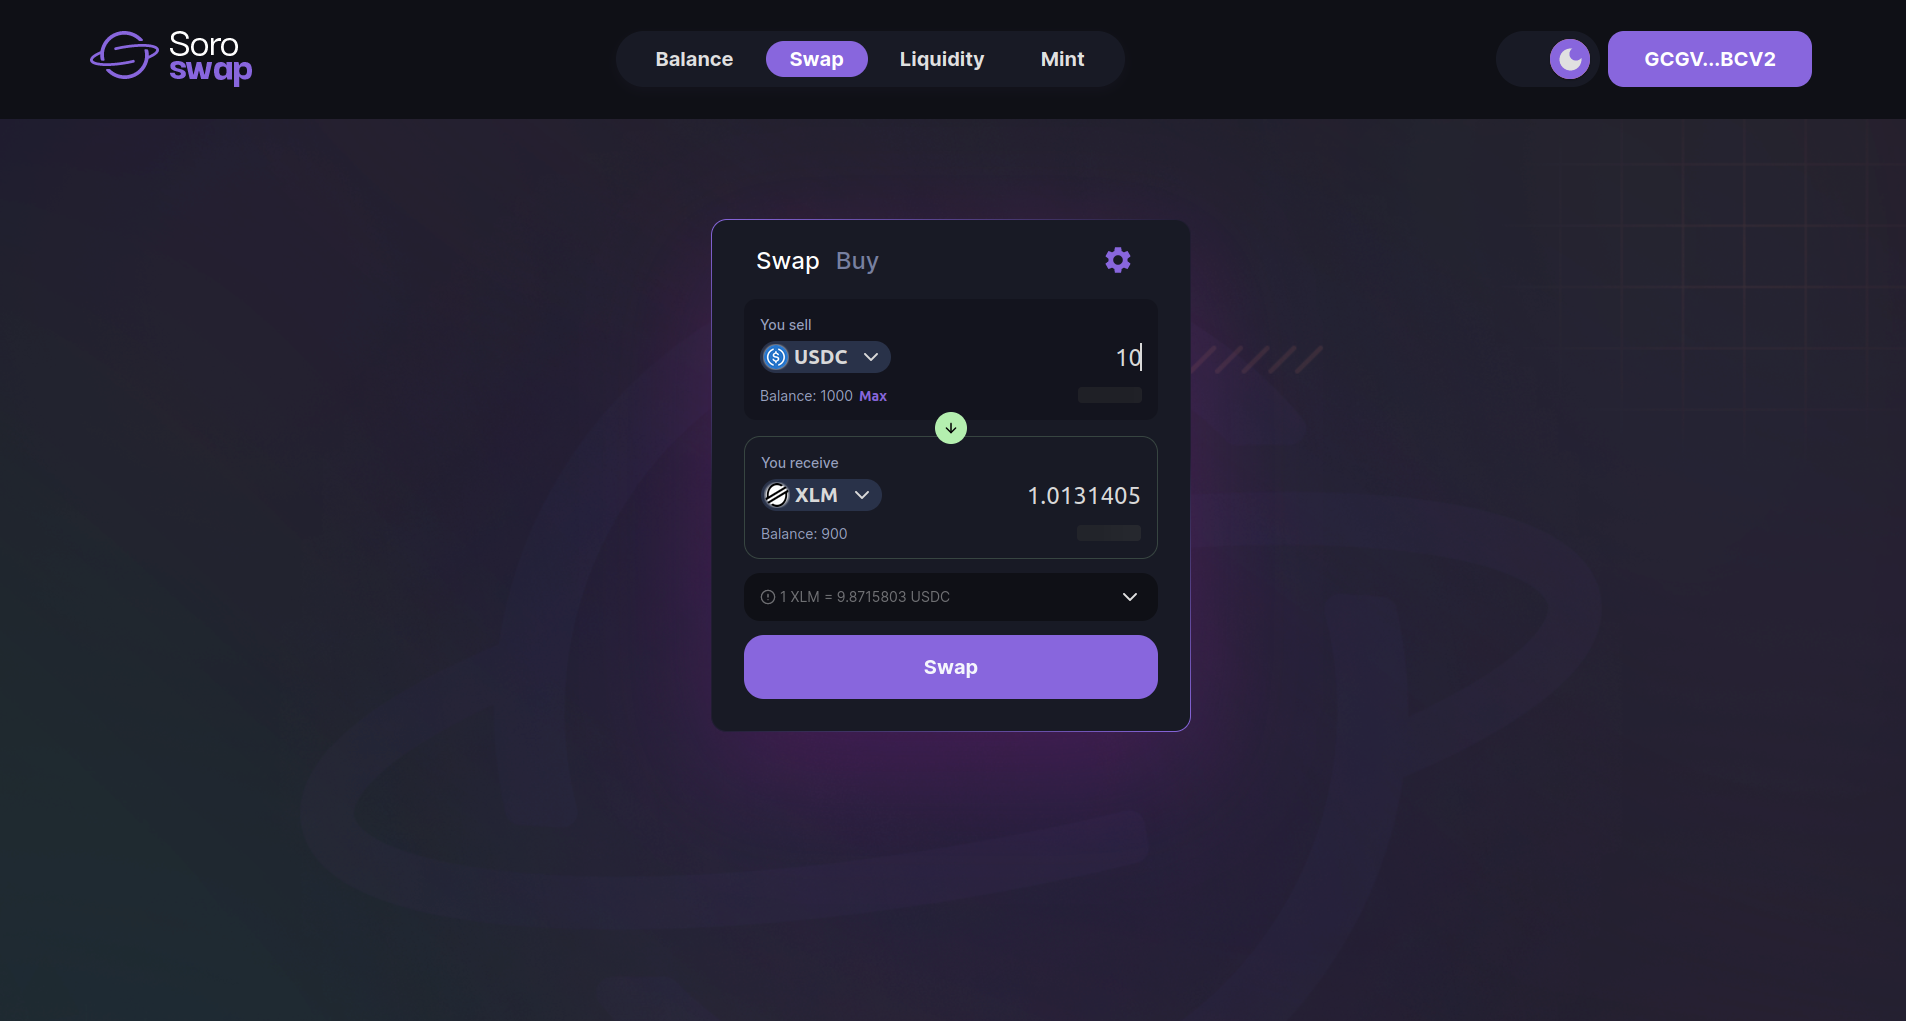 Soro
swap
Balance
Swap
Liquidity
Mint
GCGV...BCV2
Swap Buy
You sell
USDC
10
Balance: 1000 Max
You receive
XLM
1.0131405
Balance: 900
1 XLM = 9.8715803 USDC
Swap